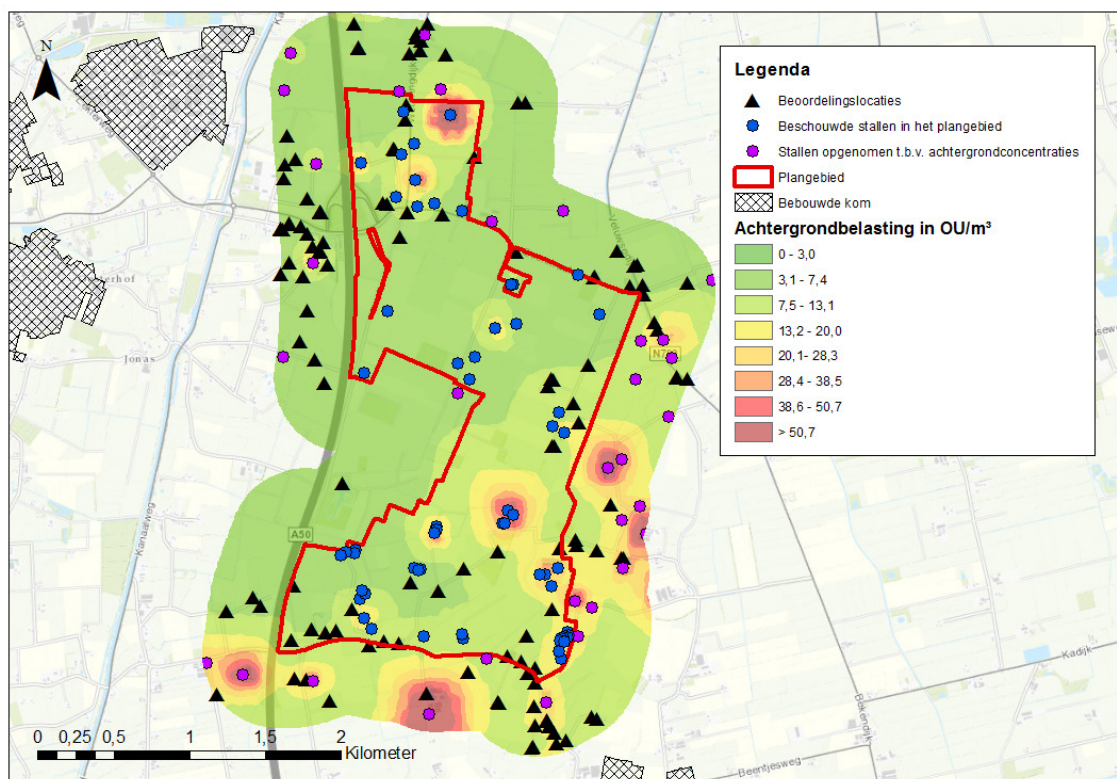 N
Legenda
Beoordelingslocaties
Beschouwde stallen in het plangebied
Stallen opgenomen t.b.v. achtergrondconcentraties
Plangebied
Bebouwde kom
Achtergrondbelasting in OU/m³
0 - 3,0
3,1 - 7,4
7,5 - 13,1
13,2 - 20,0
20,1- 28,3
28,4 - 38,5
38,6 - 50,7
> 50,7
Jonas
A50
Kanaalweg
Kadijk
Beentjesweg
0 0,25 0,5 1 1,5 2
Kilometer